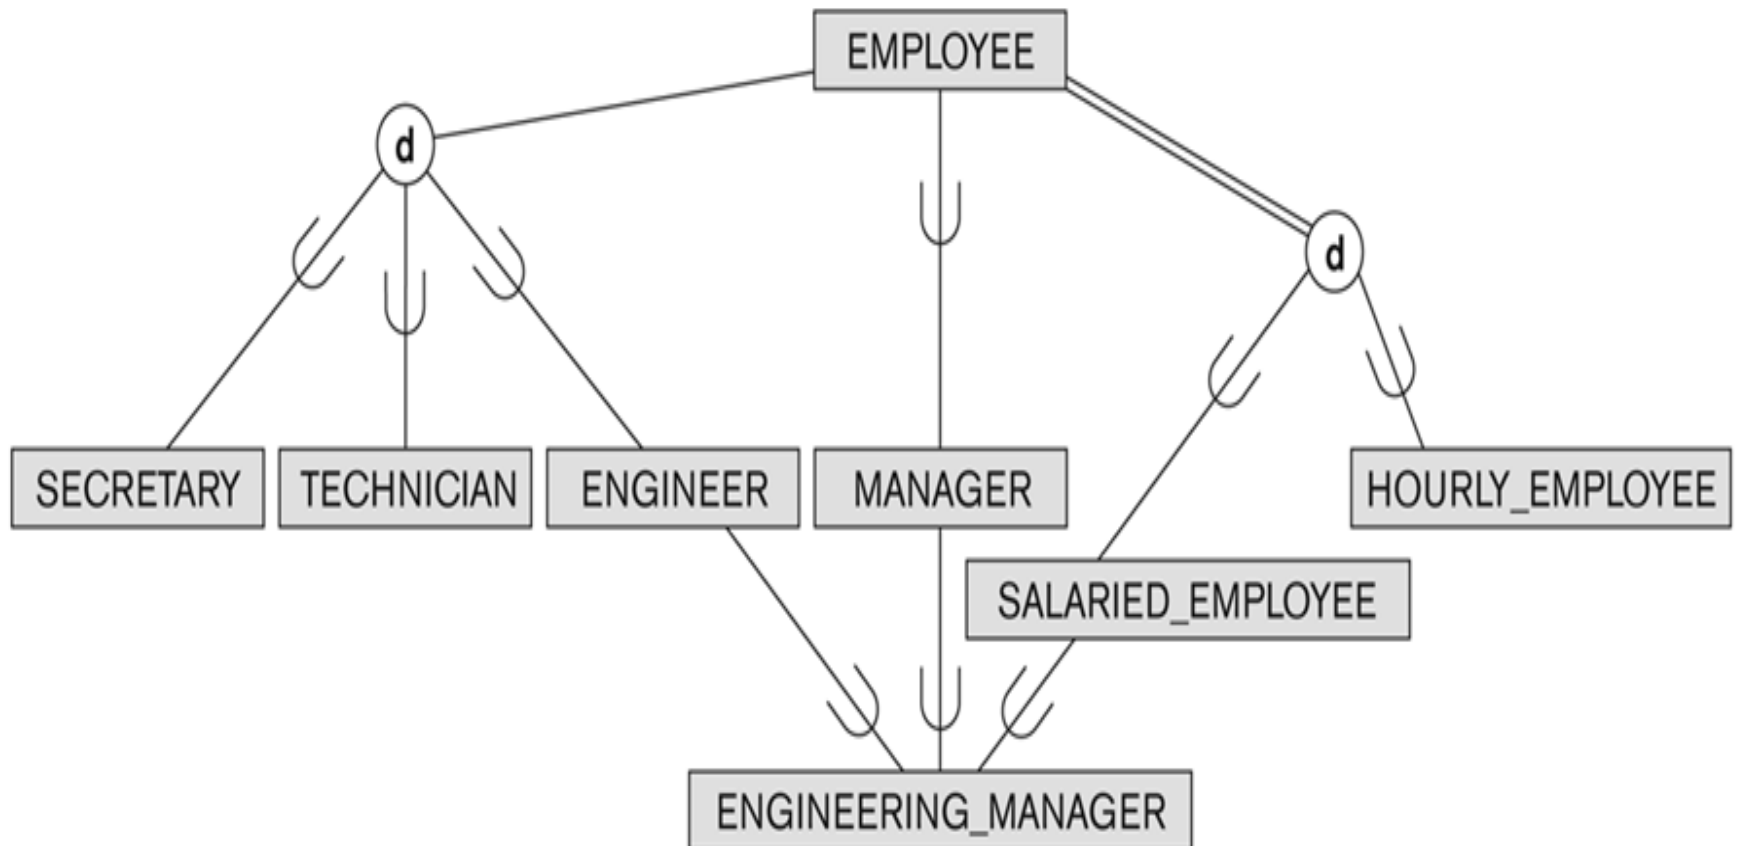 EMPLOYEE
d
d
SECRETARY
TECHNICIAN
ENGINEER
MANAGER
HOURLY_EMPLOYEE
SALARIED_EMPLOYEE
ENGINEERING_MANAGER